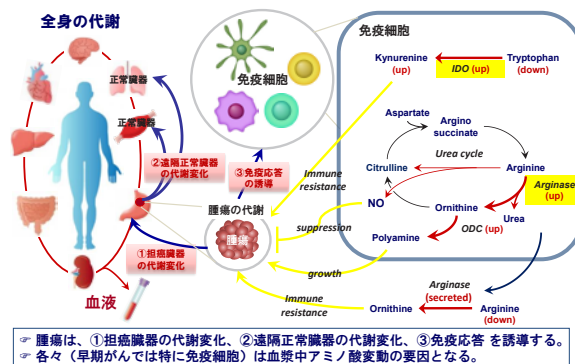 全身の代謝
正常臓器
正常臓器
②遠隔正常臓器
の代謝変化
③免疫応答
の誘導
①担癌臓器
の代謝変化
血液
免疫細胞
腫瘍の代謝
腫瘍
免疫細胞
Kynurenine
(up)
IDO (up)
Tryptophan
(down)
Aspartate
Argino
succinate
Urea cycle
Citrulline
Arginine
Arginase
(up)
NO
Ornithine
Urea
ODC (up)
Polyamine
Immune
resistance
suppression
growth
Immune
resistance
Arginase
(secreted)
Ornithine
Arginine
(down)
☞ 腫瘍は、①担癌臓器の代謝変化、②遠隔正常臓器の代謝変化、③免疫応答 を誘導する。
☞ 各々（早期がんでは特に免疫細胞）は血漿中アミノ酸変動の要因となる。